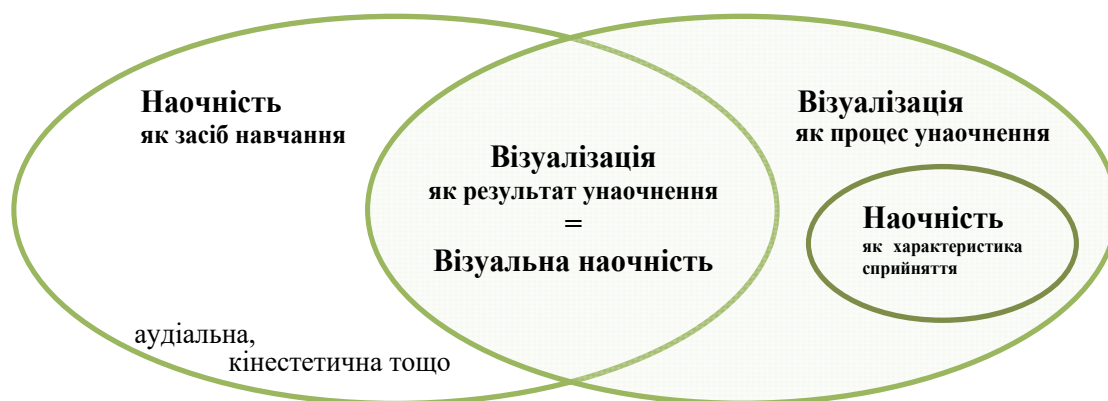 Наочність
як засіб навчання
аудіальна,
кінестетична тощо
Візуалізація
як результат унаочнення
=
Візуальна наочність
Візуалізація
як процес унаочнення
Наочність
як характеристика
сприйняття